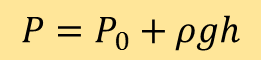 P = P₀ + ρgh